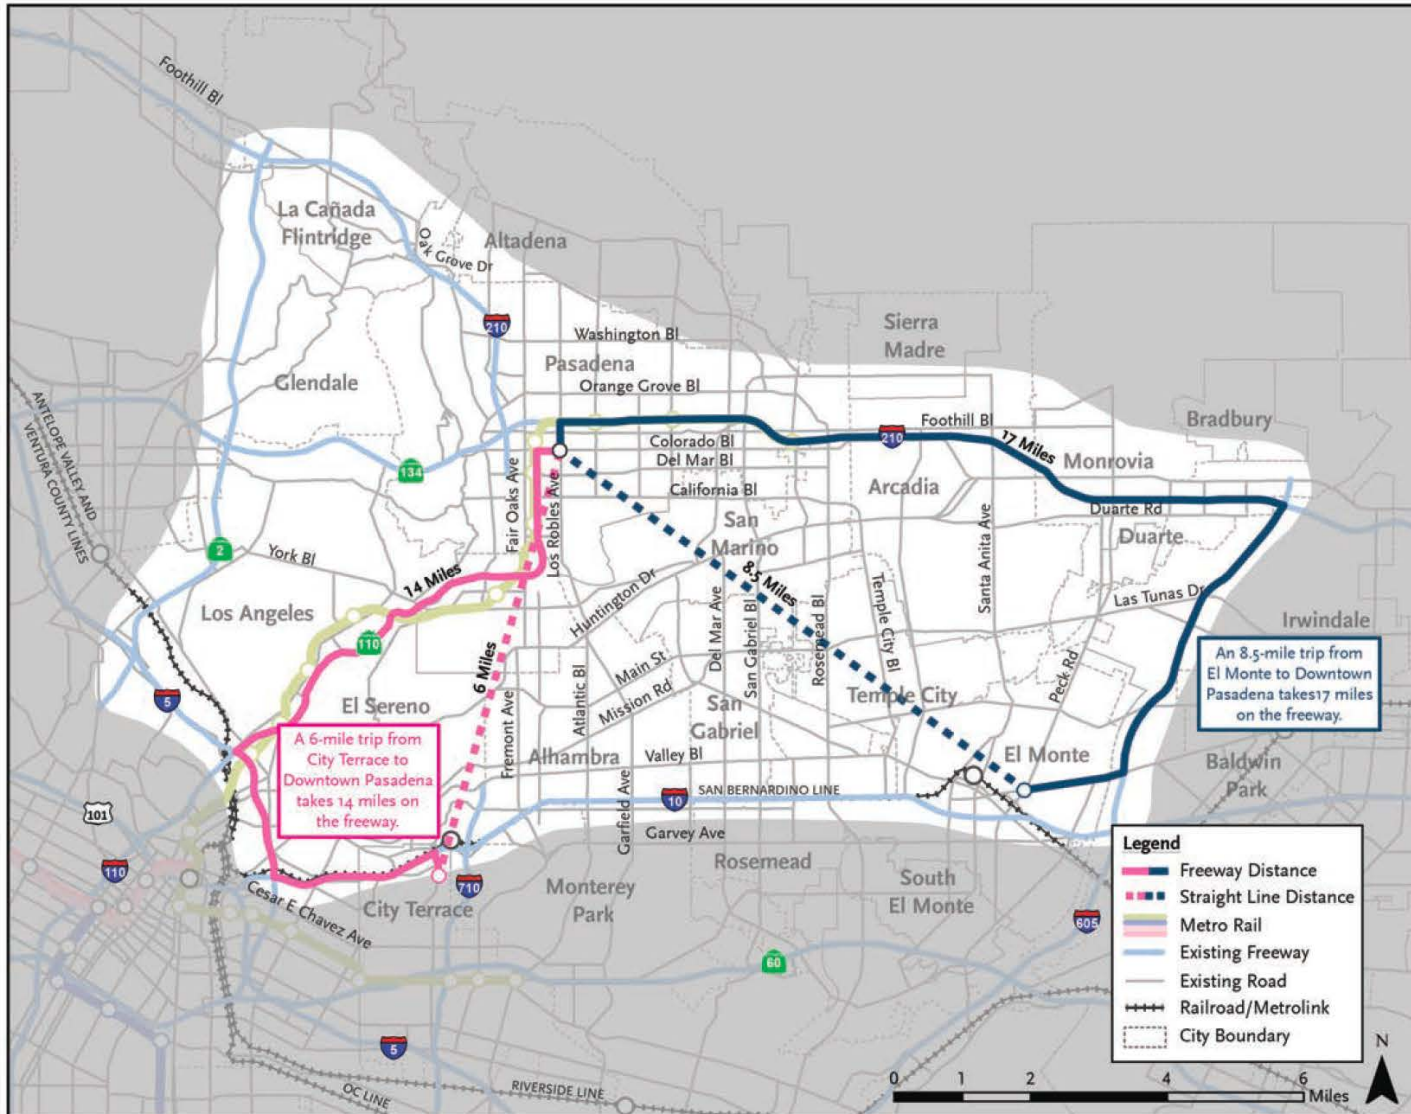 Foothill Bl
La Cañada
Flintridge
Oak Grove Dr
Altadena
210
Washington Bl
Sierra
Madre
Pasadena
Glendale
Orange Grove Bl
Bradbury
ANTELOPE VALLEY AND
VENTURA COUNTY LINES
Foothill Bl
17 Miles
210
Colorado Bl
134
Del Mar Bl
Monrovia
Fair Oaks Ave
Los Robles Ave
California Bl
Arcadia
Duarte Rd
San
Marino
Santa Anita Ave
Duarte
2
York Bl
14 Miles
8.5 Miles
Los Angeles
Huntington Dr
Temple City Bl
Las Tunas Dr
Irwindale
110
Del Mar Ave
San Gabriel Bl
Rosemead Bl
6 Miles
Main St
Mission Rd
Peck Rd
An 8.5-mile trip from
El Monte to Downtown
Pasadena takes17 miles
on the freeway.
5
El Sereno
Fremont Ave
Atlantic Bl
Temple City
San
Gabriel
A 6-mile trip from
City Terrace to
Downtown Pasadena
takes 14 miles on
the freeway.
Alhambra
Valley Bl
El Monte
Baldwin
Park
Garfield Ave
10
SAN BERNARDINO LINE
101
Garvey Ave
110
Rosemead
710
Cesar E Chavez Ave
City Terrace
Monterey
Park
South
El Monte
605
60
5
OC LINE
RIVERSIDE LINE
Legend
Freeway Distance
Straight Line Distance
Metro Rail
Existing Freeway
Existing Road
Railroad/Metrolink
City Boundary
N
0 1 2 4 6
Miles